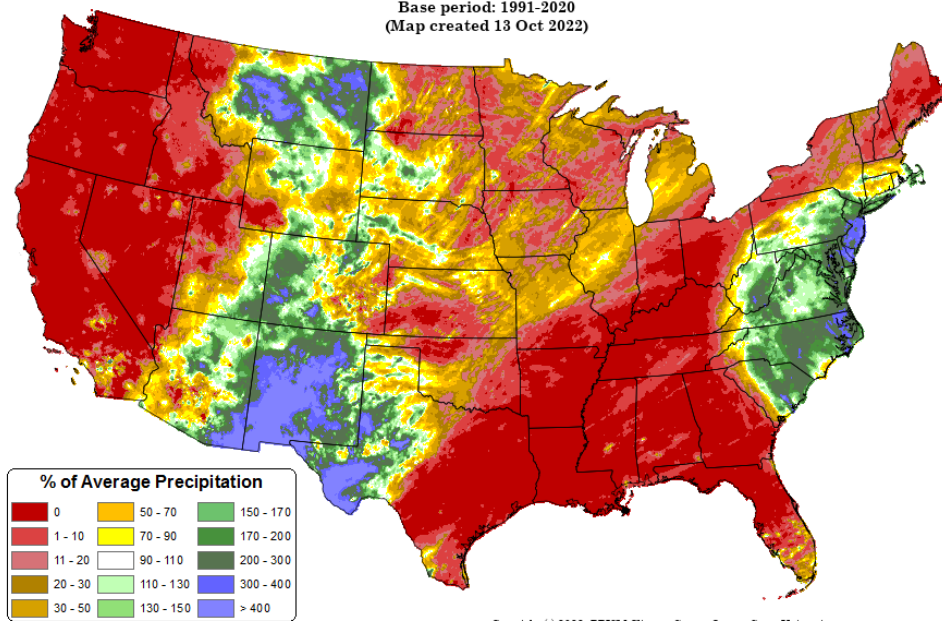 Base period: 1991-2020
(Map created 13 Oct 2022)
% of Average Precipitation
0
1 - 10
11 - 20
20 - 30
30 - 50
50 - 70
70 - 90
90 - 110
110 - 130
130 - 150
150 - 170
170 - 200
200 - 300
300 - 400
> 400